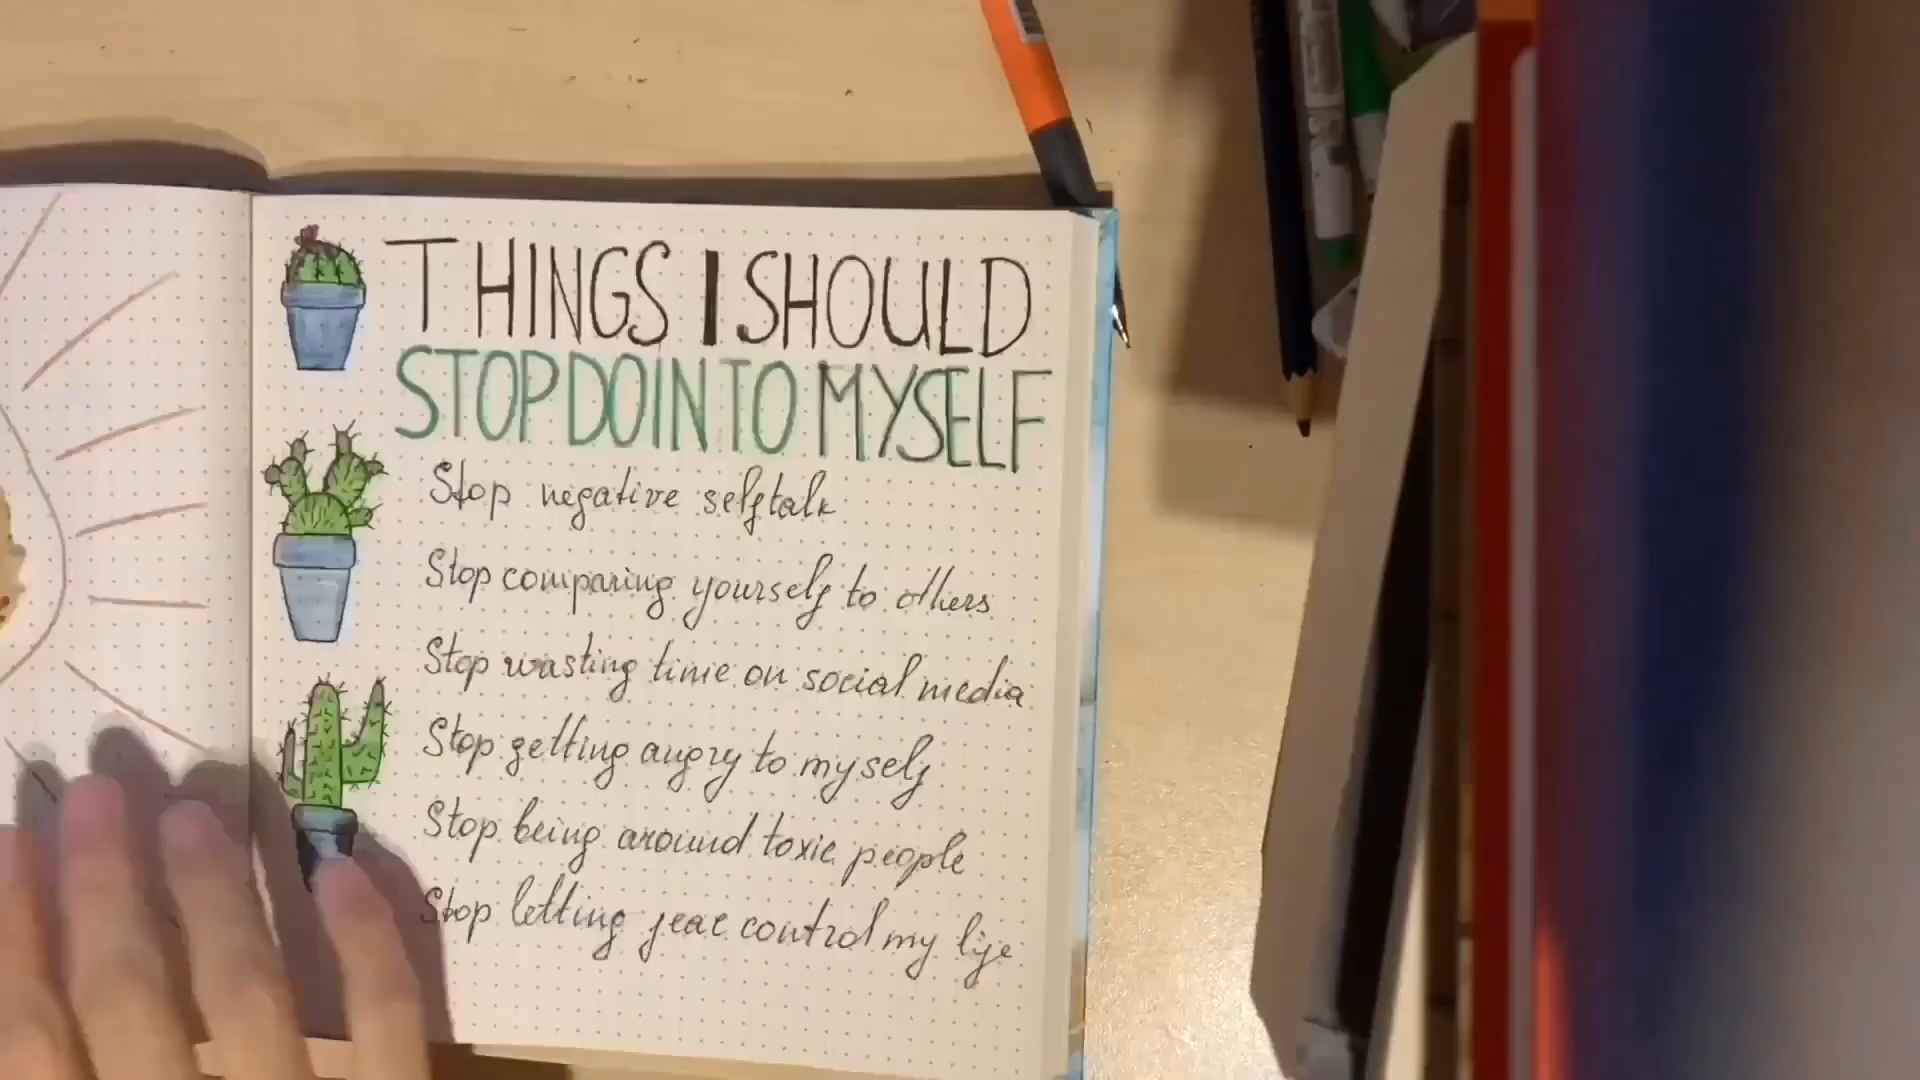 THINGS I SHOULD
STOP DOIN TO MYSELF
Stop negative selftalk
Stop comparing yourself to others
Stop wasting time on social media
Stop getting angry to myself
Stop being around toxic people
Stop letting fear control my life